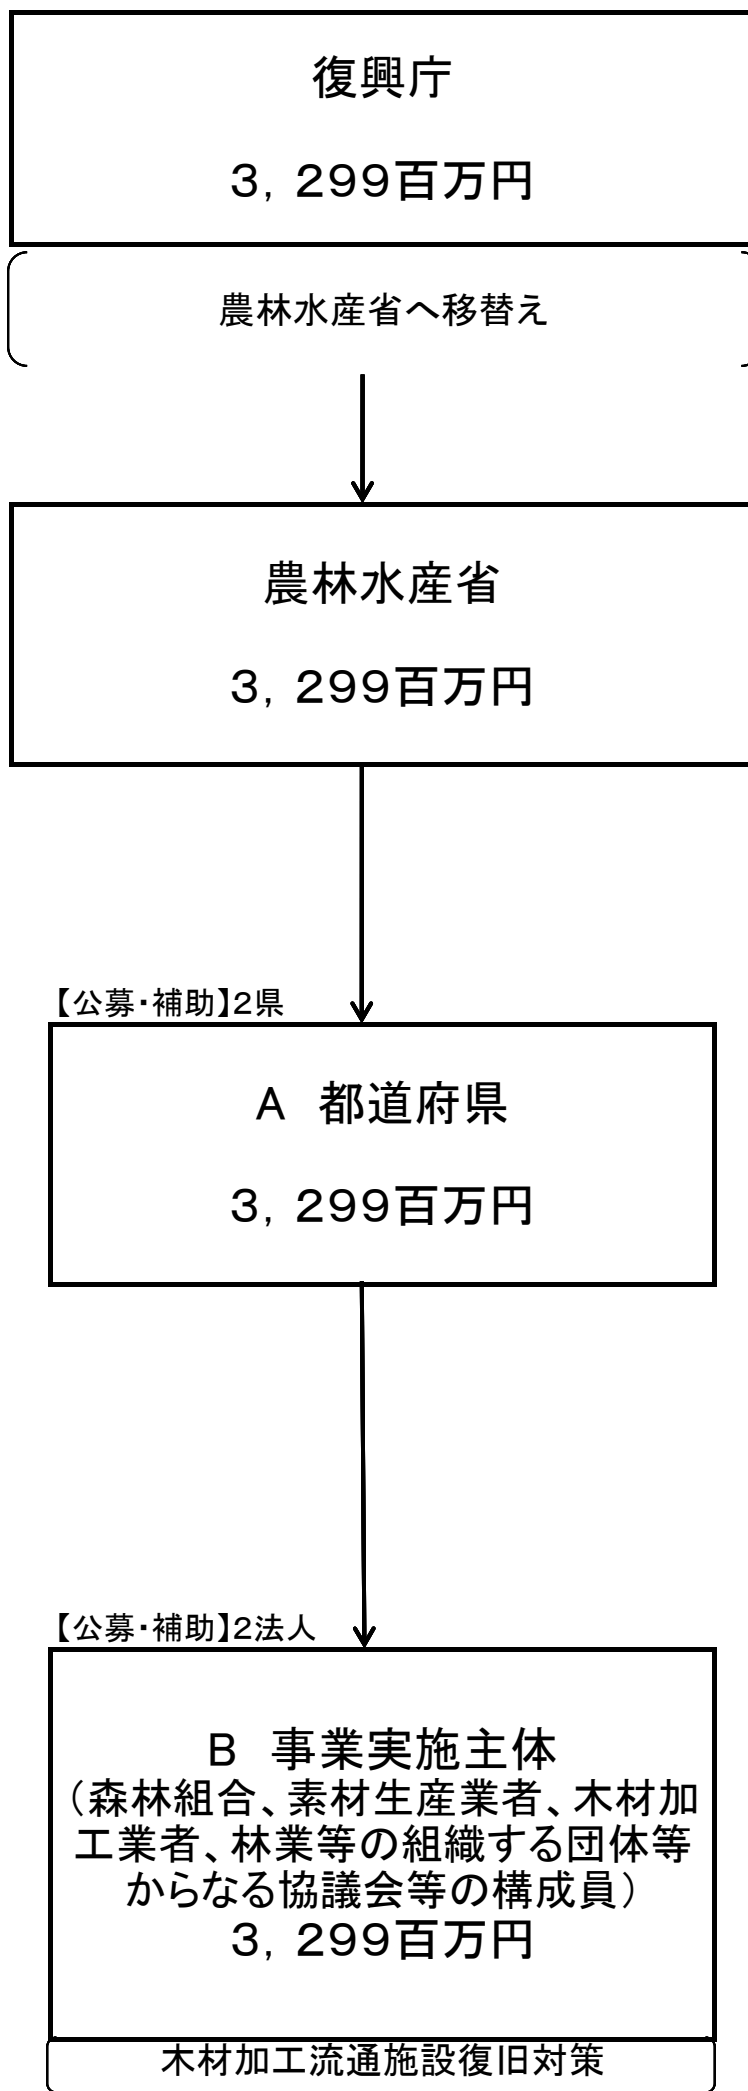 復興庁
３，２９９百万円
農林水産省へ移替え
農林水産省
３，２９９百万円
【公募・補助】２県
Ａ　都道府県
３，２９９百万円
【公募・補助】２法人
Ｂ　事業実施主体
（森林組合、素材生産業者、木材加
工業者、林業等の組織する団体等
からなる協議会等の構成員）
３，２９９百万円
木材加工流通施設復旧対策